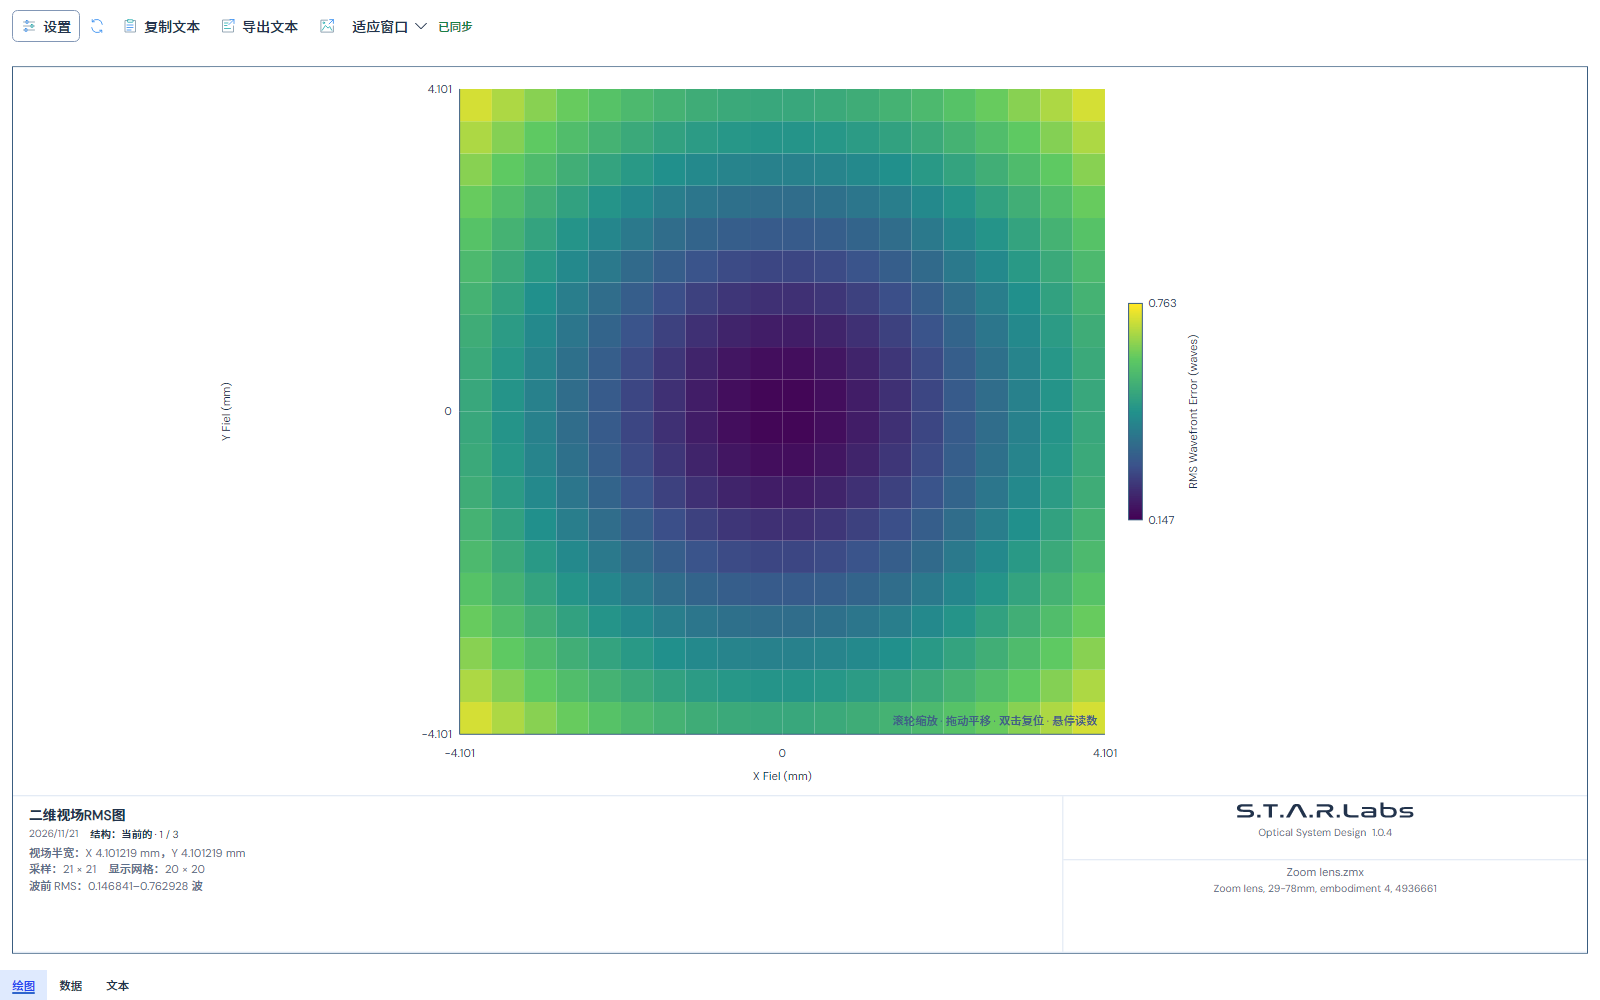 设置 复制文本 导出文本 适应窗口 已同步
4.101
0
-4.101
Y Fiel (mm)
-4.101 0 4.101
X Fiel (mm)
滚轮缩放 · 拖动平移 · 双击复位 · 悬停读数
0.763
RMS Wavefront Error (waves)
0.147
二维视场RMS图
2026/11/21 结构：当前的 · 1 / 3
视场半宽：X 4.101219 mm，Y 4.101219 mm
采样：21 × 21 显示网格：20 × 20
波前 RMS：0.146841–0.762928 波
S.T.A.R.Labs
Optical System Design 1.0.4
Zoom lens.zmx
Zoom lens, 29-78mm, embodiment 4, 4936661
绘图 数据 文本